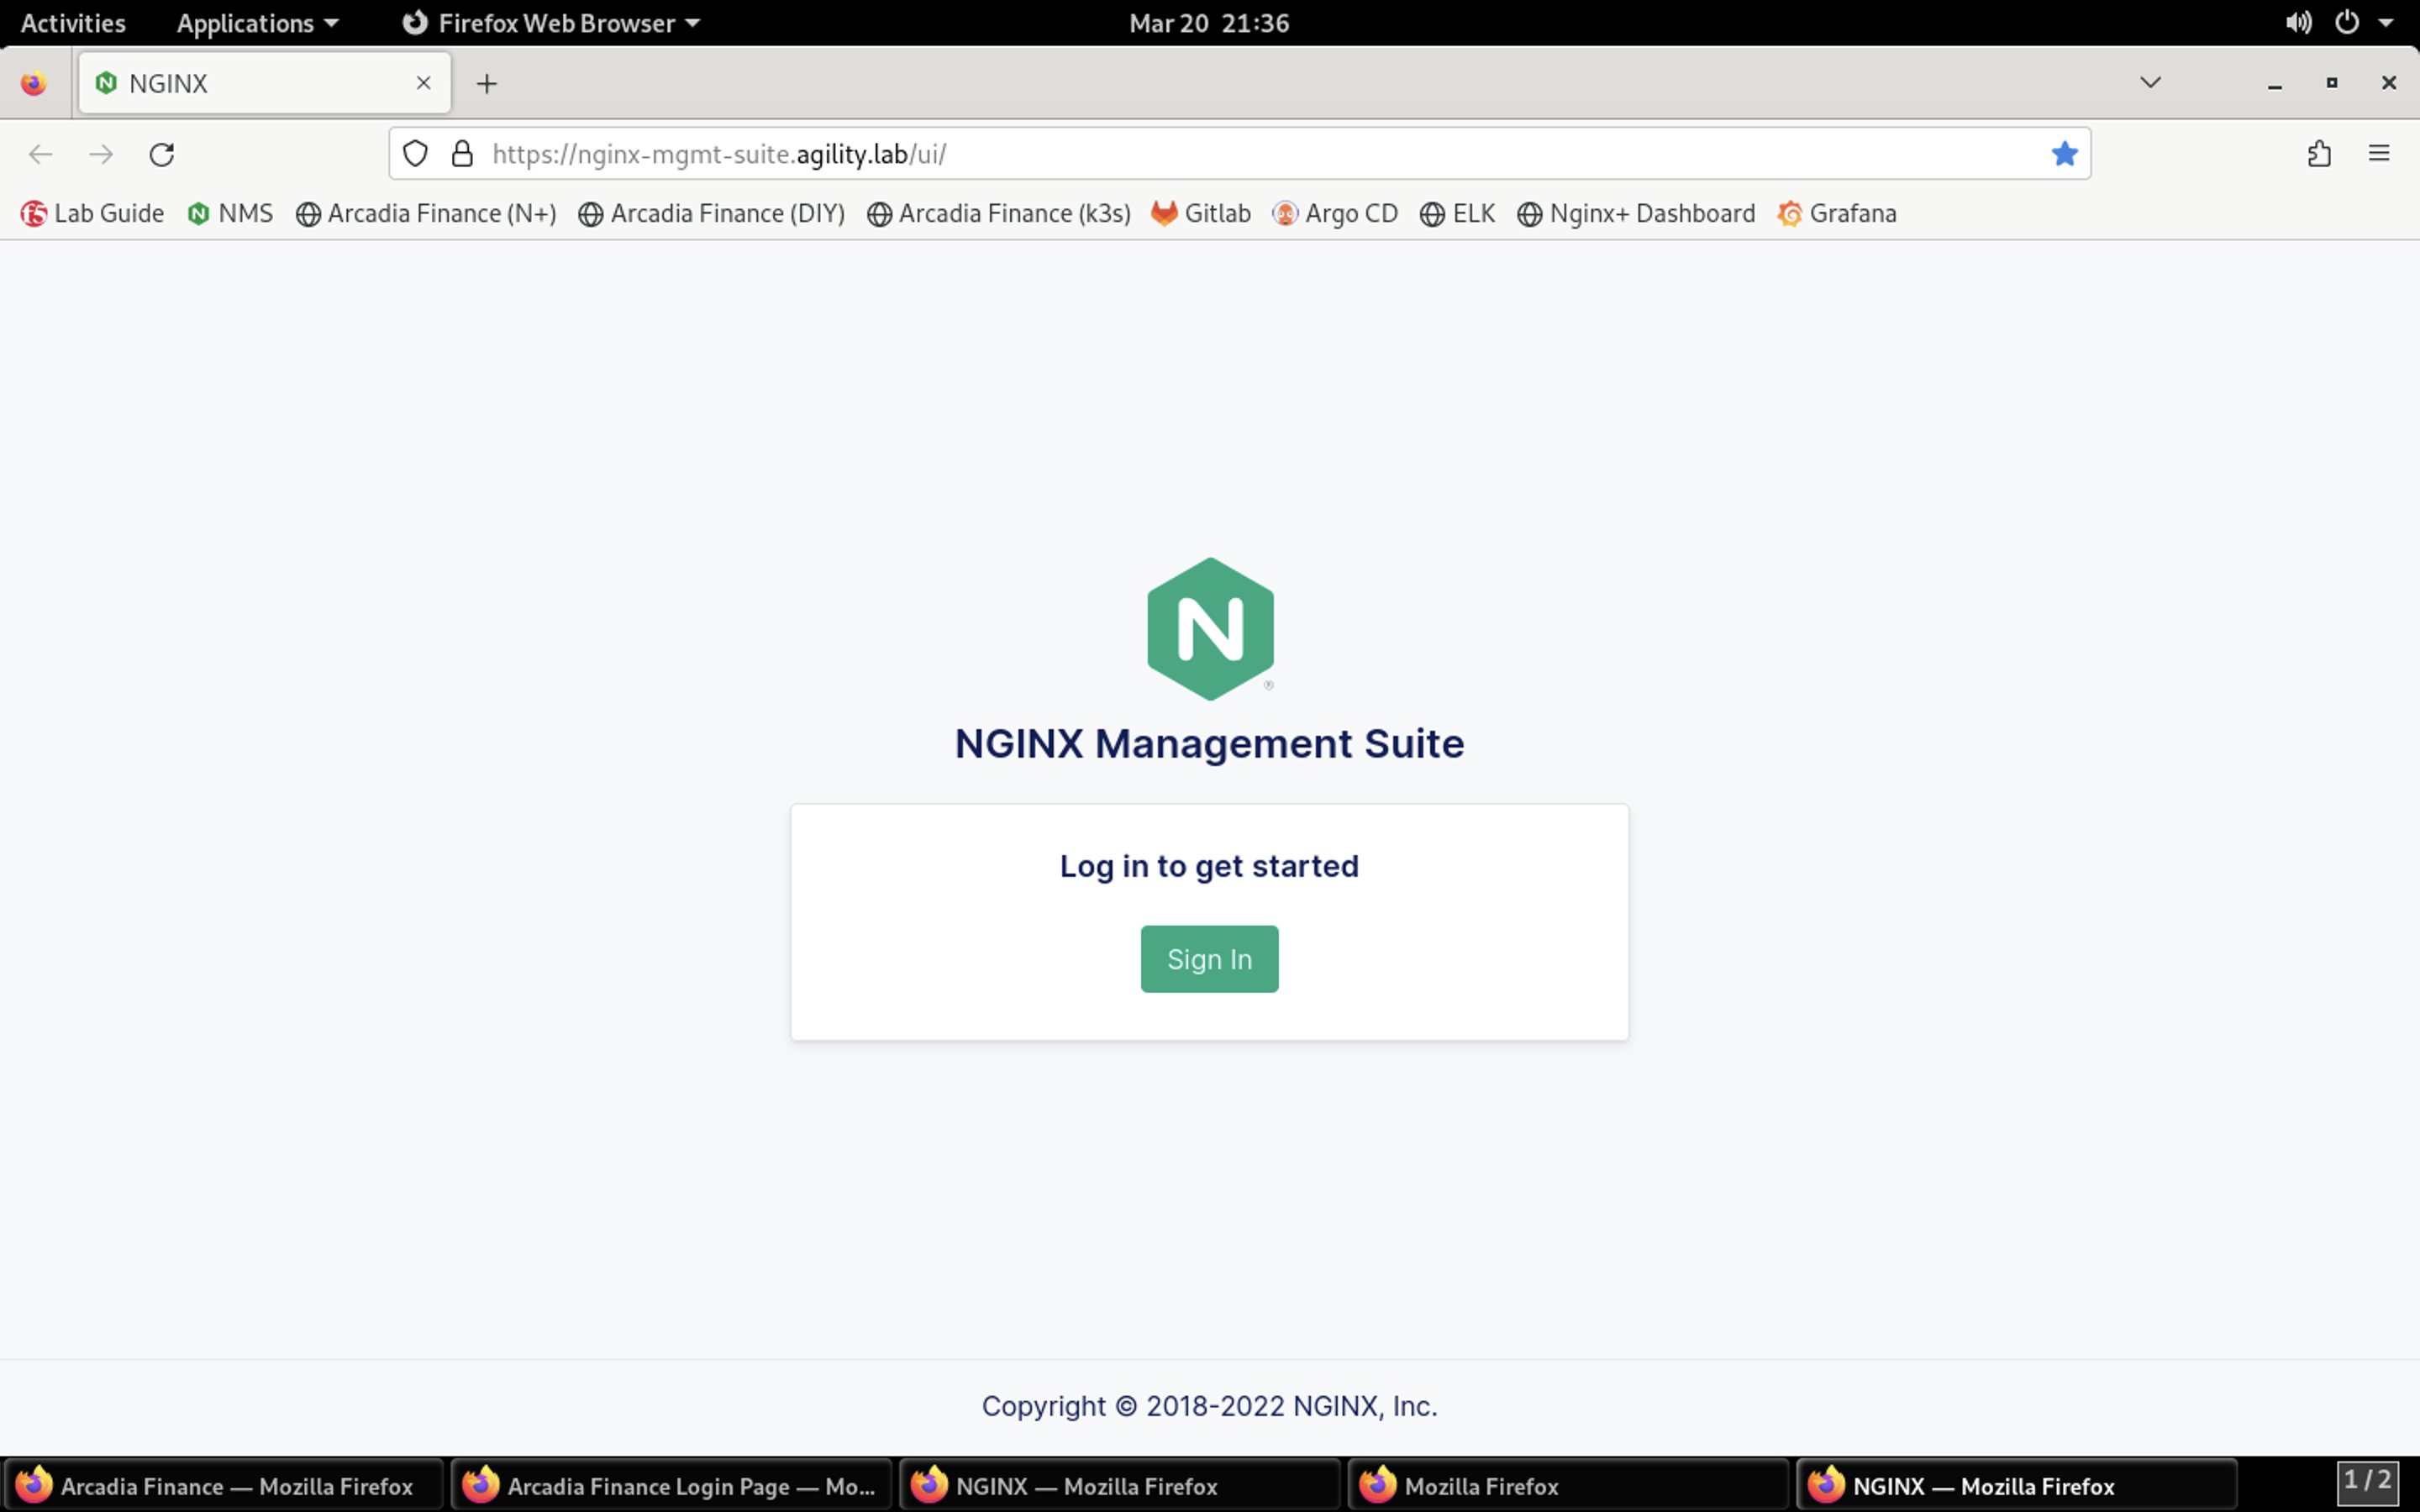 Activities Applications Firefox Web Browser Mar 20 21:36
NGINX
https://nginx-mgmt-suite.agility.lab/ui/
Lab Guide NMS Arcadia Finance (N+) Arcadia Finance (DIY) Arcadia Finance (k3s) Gitlab Argo CD ELK Nginx+ Dashboard Grafana
N
®
NGINX Management Suite
Log in to get started
Sign In
Copyright © 2018-2022 NGINX, Inc.
Arcadia Finance — Mozilla Firefox Arcadia Finance Login Page — Mo... NGINX — Mozilla Firefox Mozilla Firefox NGINX — Mozilla Firefox 1 / 2